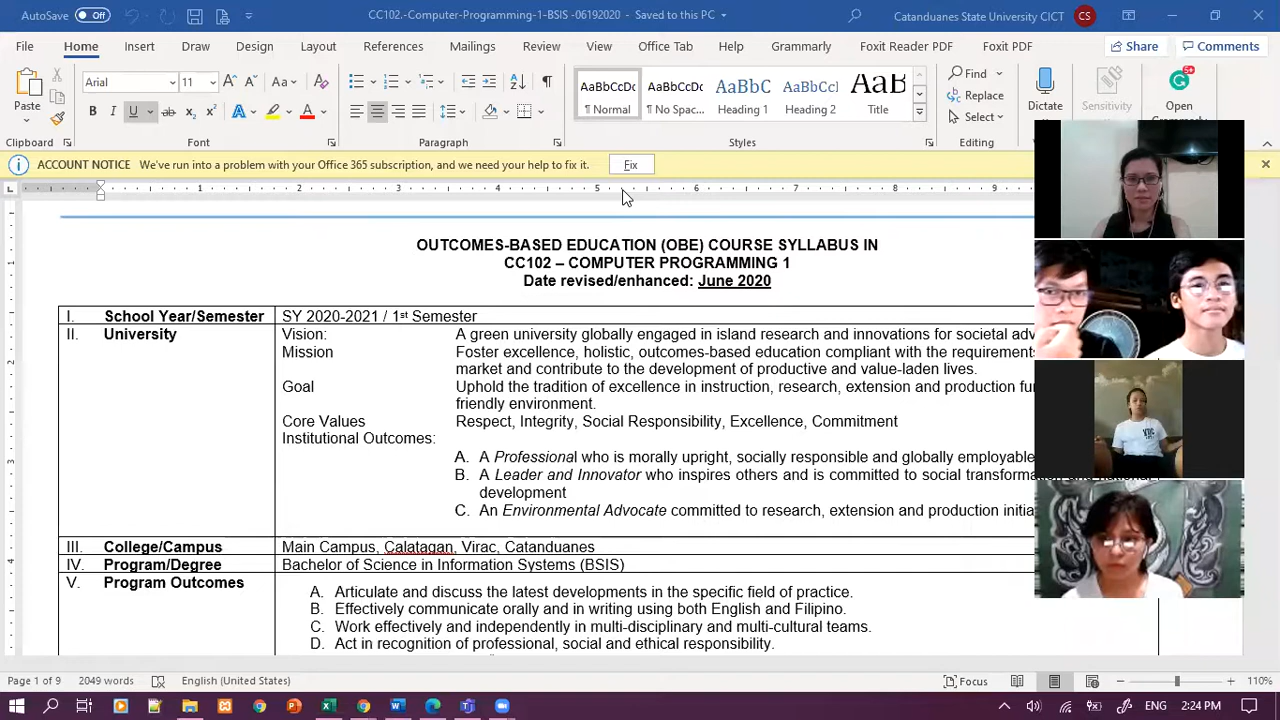 AutoSave Off CC102.-Computer-Programming-1-BSIS -06192020 - Saved to this PC Catanduanes State University CICT CS
File Home Insert Draw Design Layout References Mailings Review View Office Tab Help Grammarly Foxit Reader PDF Foxit PDF Share Comments
Paste Arial 11 Aa AaBbCcDc AaBbCcDc AaBbC AaBbCcI AaB Find Dictate Sensitivity Open
B I U ab x A ¶ Normal ¶ No Spac... Heading 1 Heading 2 Title Replace Select
Clipboard Font Paragraph Styles Editing
ACCOUNT NOTICE We've run into a problem with your Office 365 subscription, and we need your help to fix it. Fix
1 2 3 4 5 6 7 8 9
OUTCOMES-BASED EDUCATION (OBE) COURSE SYLLABUS IN
CC102 – COMPUTER PROGRAMMING 1
Date revised/enhanced: June 2020
I. School Year/Semester SY 2020-2021 / 1st Semester
II. University Vision: A green university globally engaged in island research and innovations for societal
Mission Foster excellence, holistic, outcomes-based education compliant with the requirements
market and contribute to the development of productive and value-laden lives.
Goal Uphold the tradition of excellence in instruction, research, extension and production
friendly environment.
Core Values Respect, Integrity, Social Responsibility, Excellence, Commitment
Institutional Outcomes:
A. A Professional who is morally upright, socially responsible and globally employable
B. A Leader and Innovator who inspires others and is committed to social
development
C. An Environmental Advocate committed to research, extension and production
III. College/Campus Main Campus, Calatagan, Virac, Catanduanes
IV. Program/Degree Bachelor of Science in Information Systems (BSIS)
V. Program Outcomes
A. Articulate and discuss the latest developments in the specific field of practice.
B. Effectively communicate orally and in writing using both English and Filipino.
C. Work effectively and independently in multi-disciplinary and multi-cultural teams.
D. Act in recognition of professional, social and ethical responsibility.
Page 1 of 9 2049 words English (United States) Focus 110%
ENG 2:24 PM